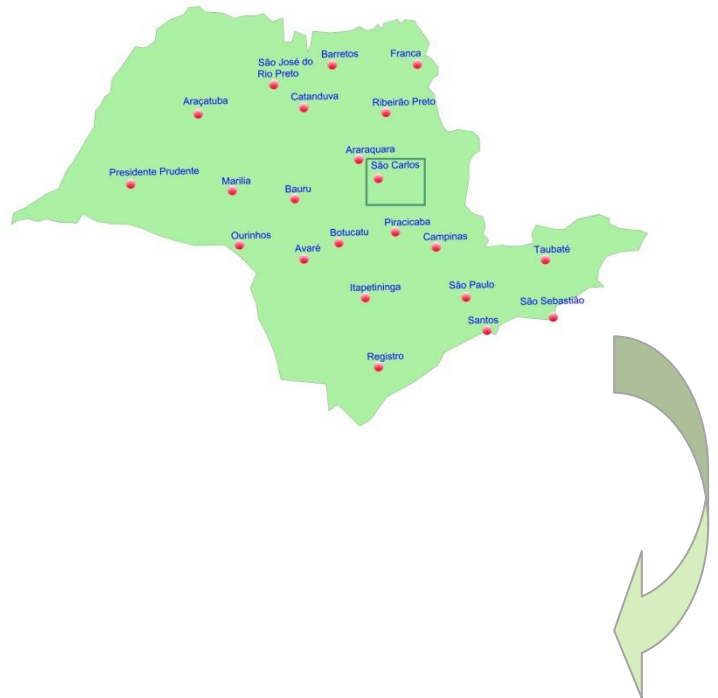 Barretos
Franca
São José do
Rio Preto
Catanduva
Araçatuba
Ribeirão Preto
Araraquara
São Carlos
Presidente Prudente
Marilia
Bauru
Piracicaba
Botucatu
Ourinhos
Campinas
Avaré
Taubaté
Itapetininga
São Paulo
São Sebastião
Santos
Registro